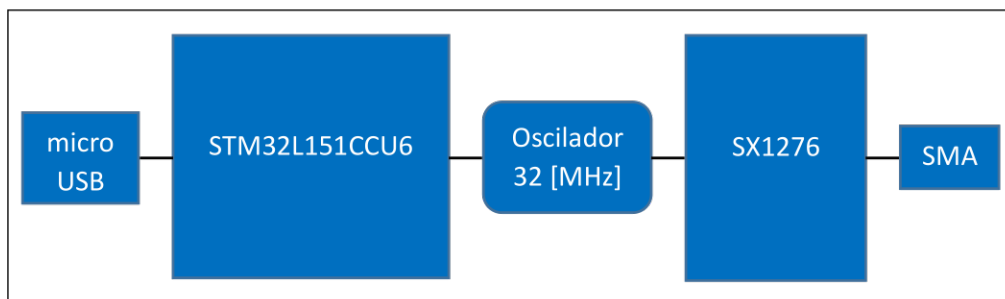 micro
USB
STM32L151CCU6
Oscilador
32 [MHz]
SX1276
SMA